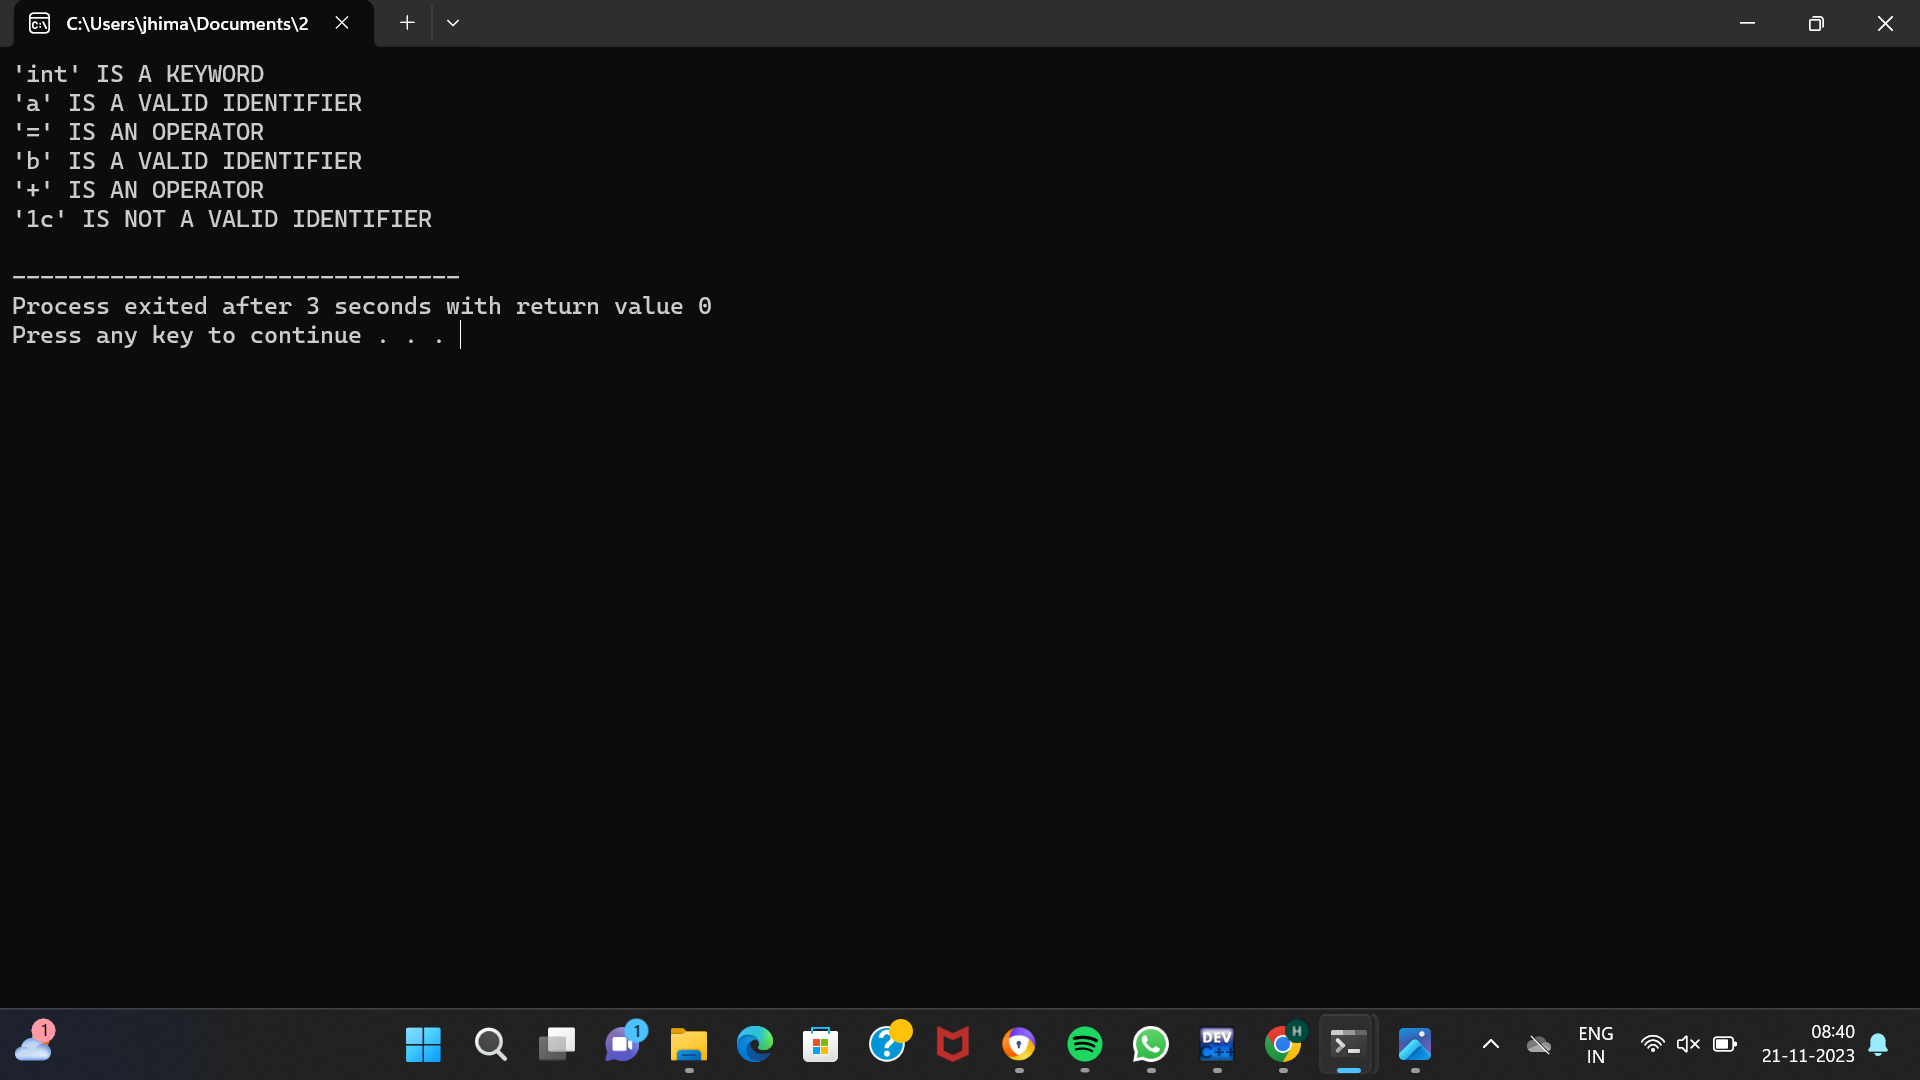 C:\Users\jhima\Documents\2
'int' IS A KEYWORD
'a' IS A VALID IDENTIFIER
'=' IS AN OPERATOR
'b' IS A VALID IDENTIFIER
'+' IS AN OPERATOR
'1c' IS NOT A VALID IDENTIFIER
--------------------------------
Process exited after 3 seconds with return value 0
Press any key to continue . . .
1
1
DEV
C++
H
ENG
IN
08:40
21-11-2023